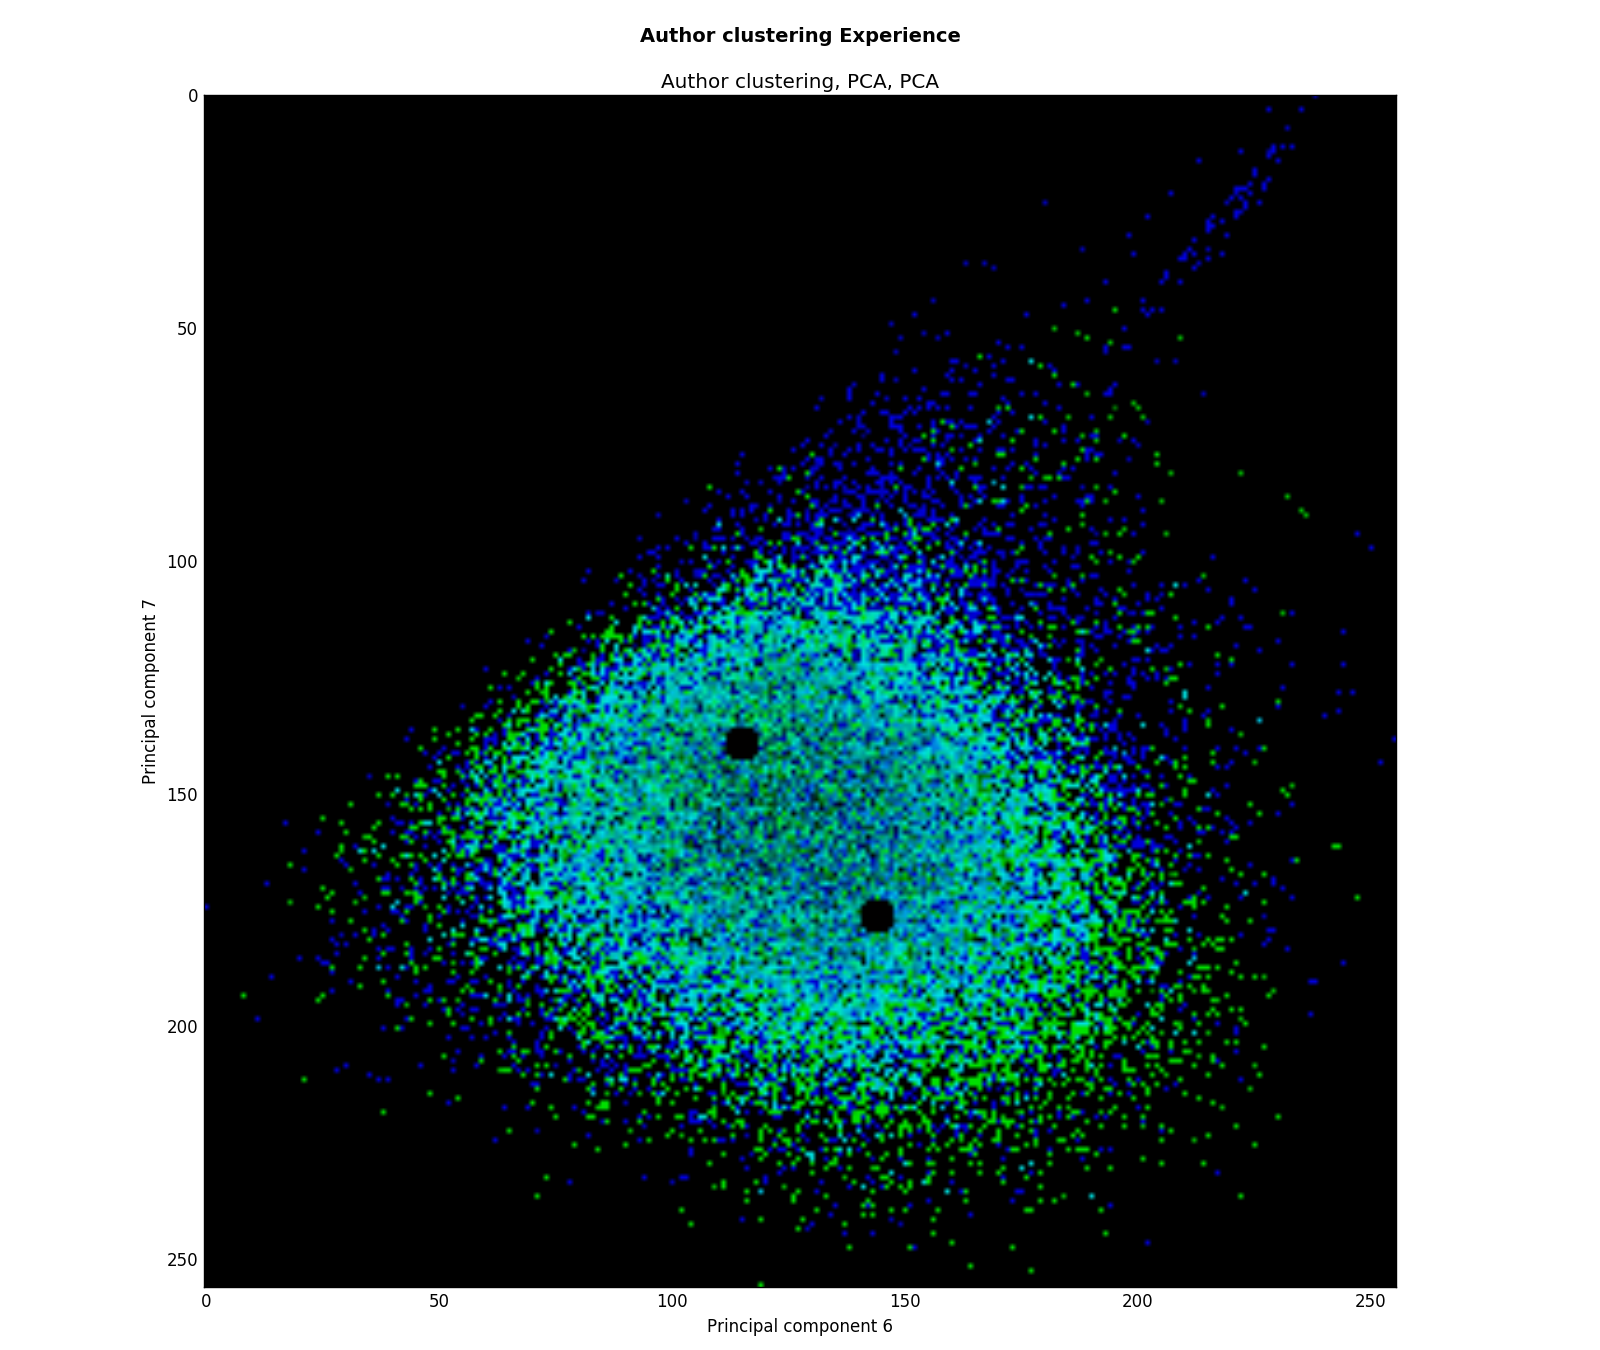 Author clustering Experience
Author clustering, PCA, PCA
0
50
100
150
200
250
Principal component 7
0 50 100 150 200 250
Principal component 6